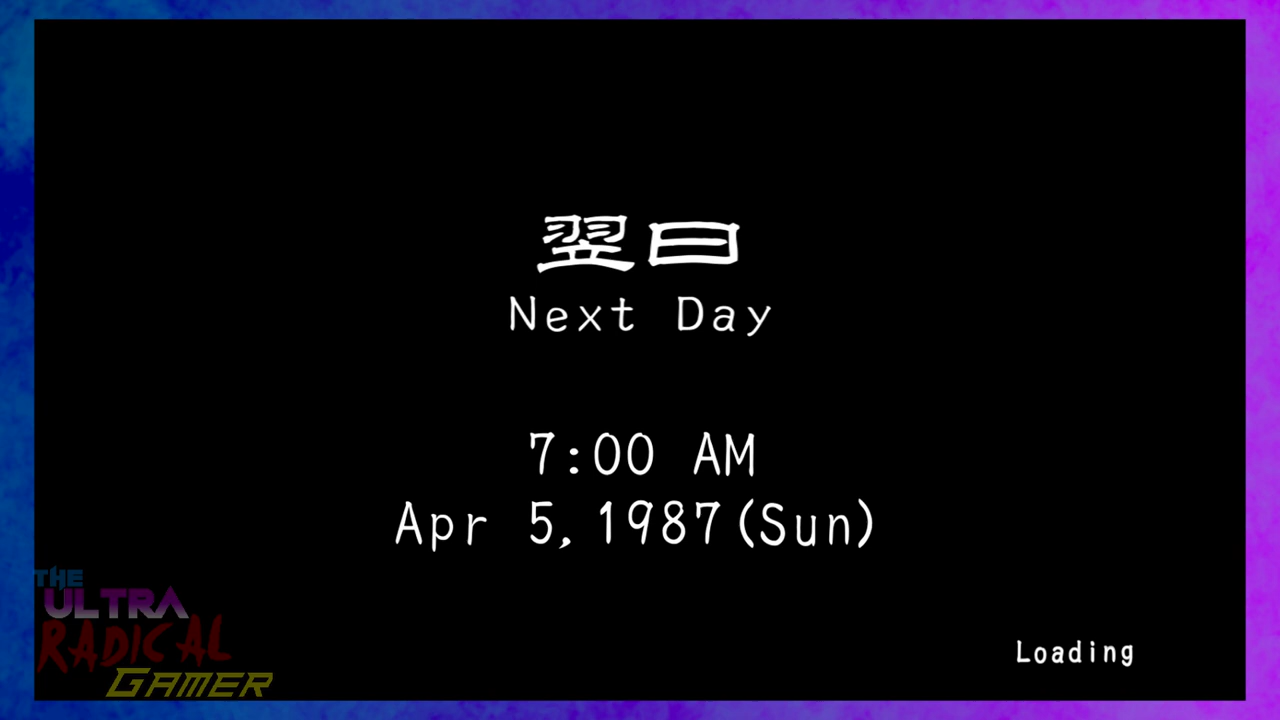 翌日
Next Day
7:00 AM
Apr 5,1987(Sun)
Loading
THE
ULTRA
RADICAL
GAMER